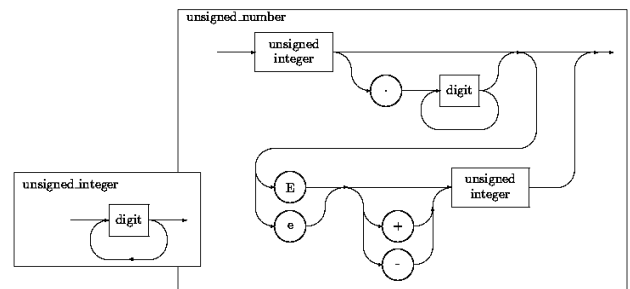 unsigned_number
unsigned
integer
.
digit
unsigned_integer
digit
E
e
+
-
unsigned
integer